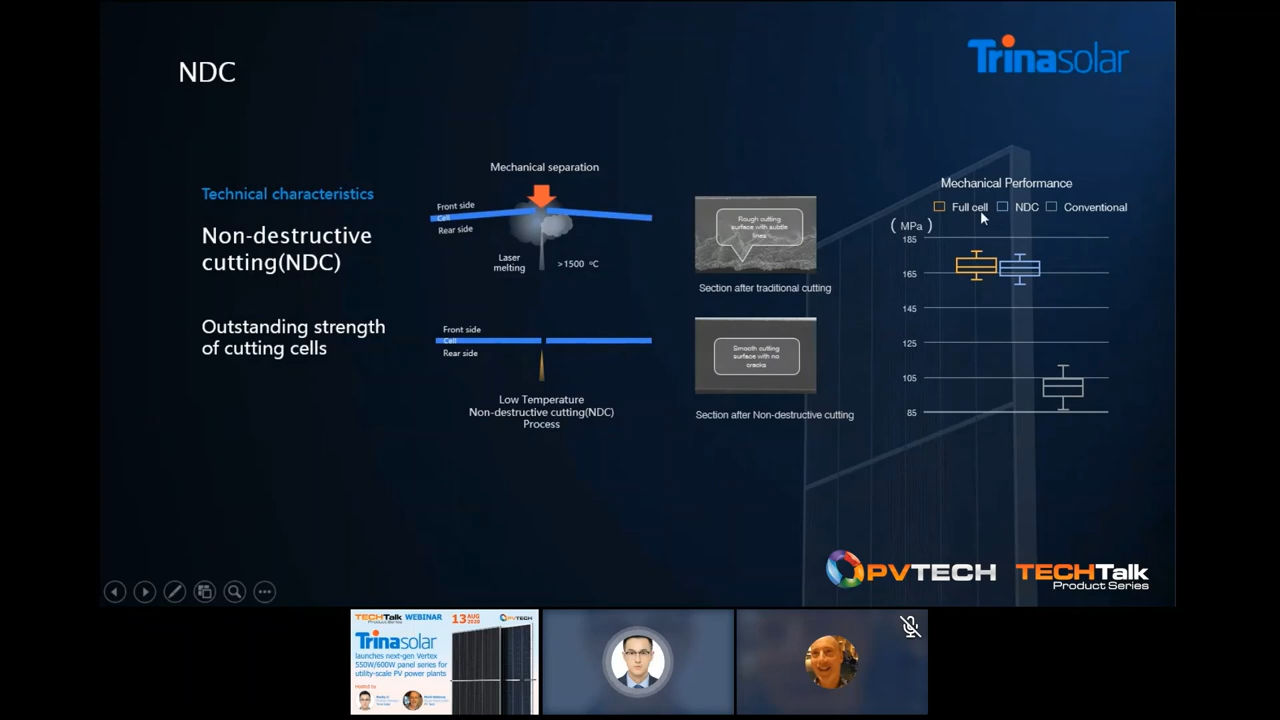 NDC
Trinasolar
Technical characteristics
Non-destructive
cutting(NDC)
Outstanding strength
of cutting cells
Mechanical separation
Front side
Cell
Rear side
Laser
melting
>1500 ºC
Front side
Cell
Rear side
Low Temperature
Non-destructive cutting(NDC)
Process
Rough cutting
surface with subtle
lines
Section after traditional cutting
Smooth cutting
surface with no
cracks
Section after Non-destructive cutting
Mechanical Performance
Full cell NDC Conventional
( MPa )
185
165
145
125
105
85
PVTECH
TECHTalk
Product Series
TECHTalk WEBINAR 13 AUG 2020 PVTECH
Product Series
Trinasolar
launches next-gen Vertex
550W/600W panel series for
utility-scale PV power plants
Hosted by